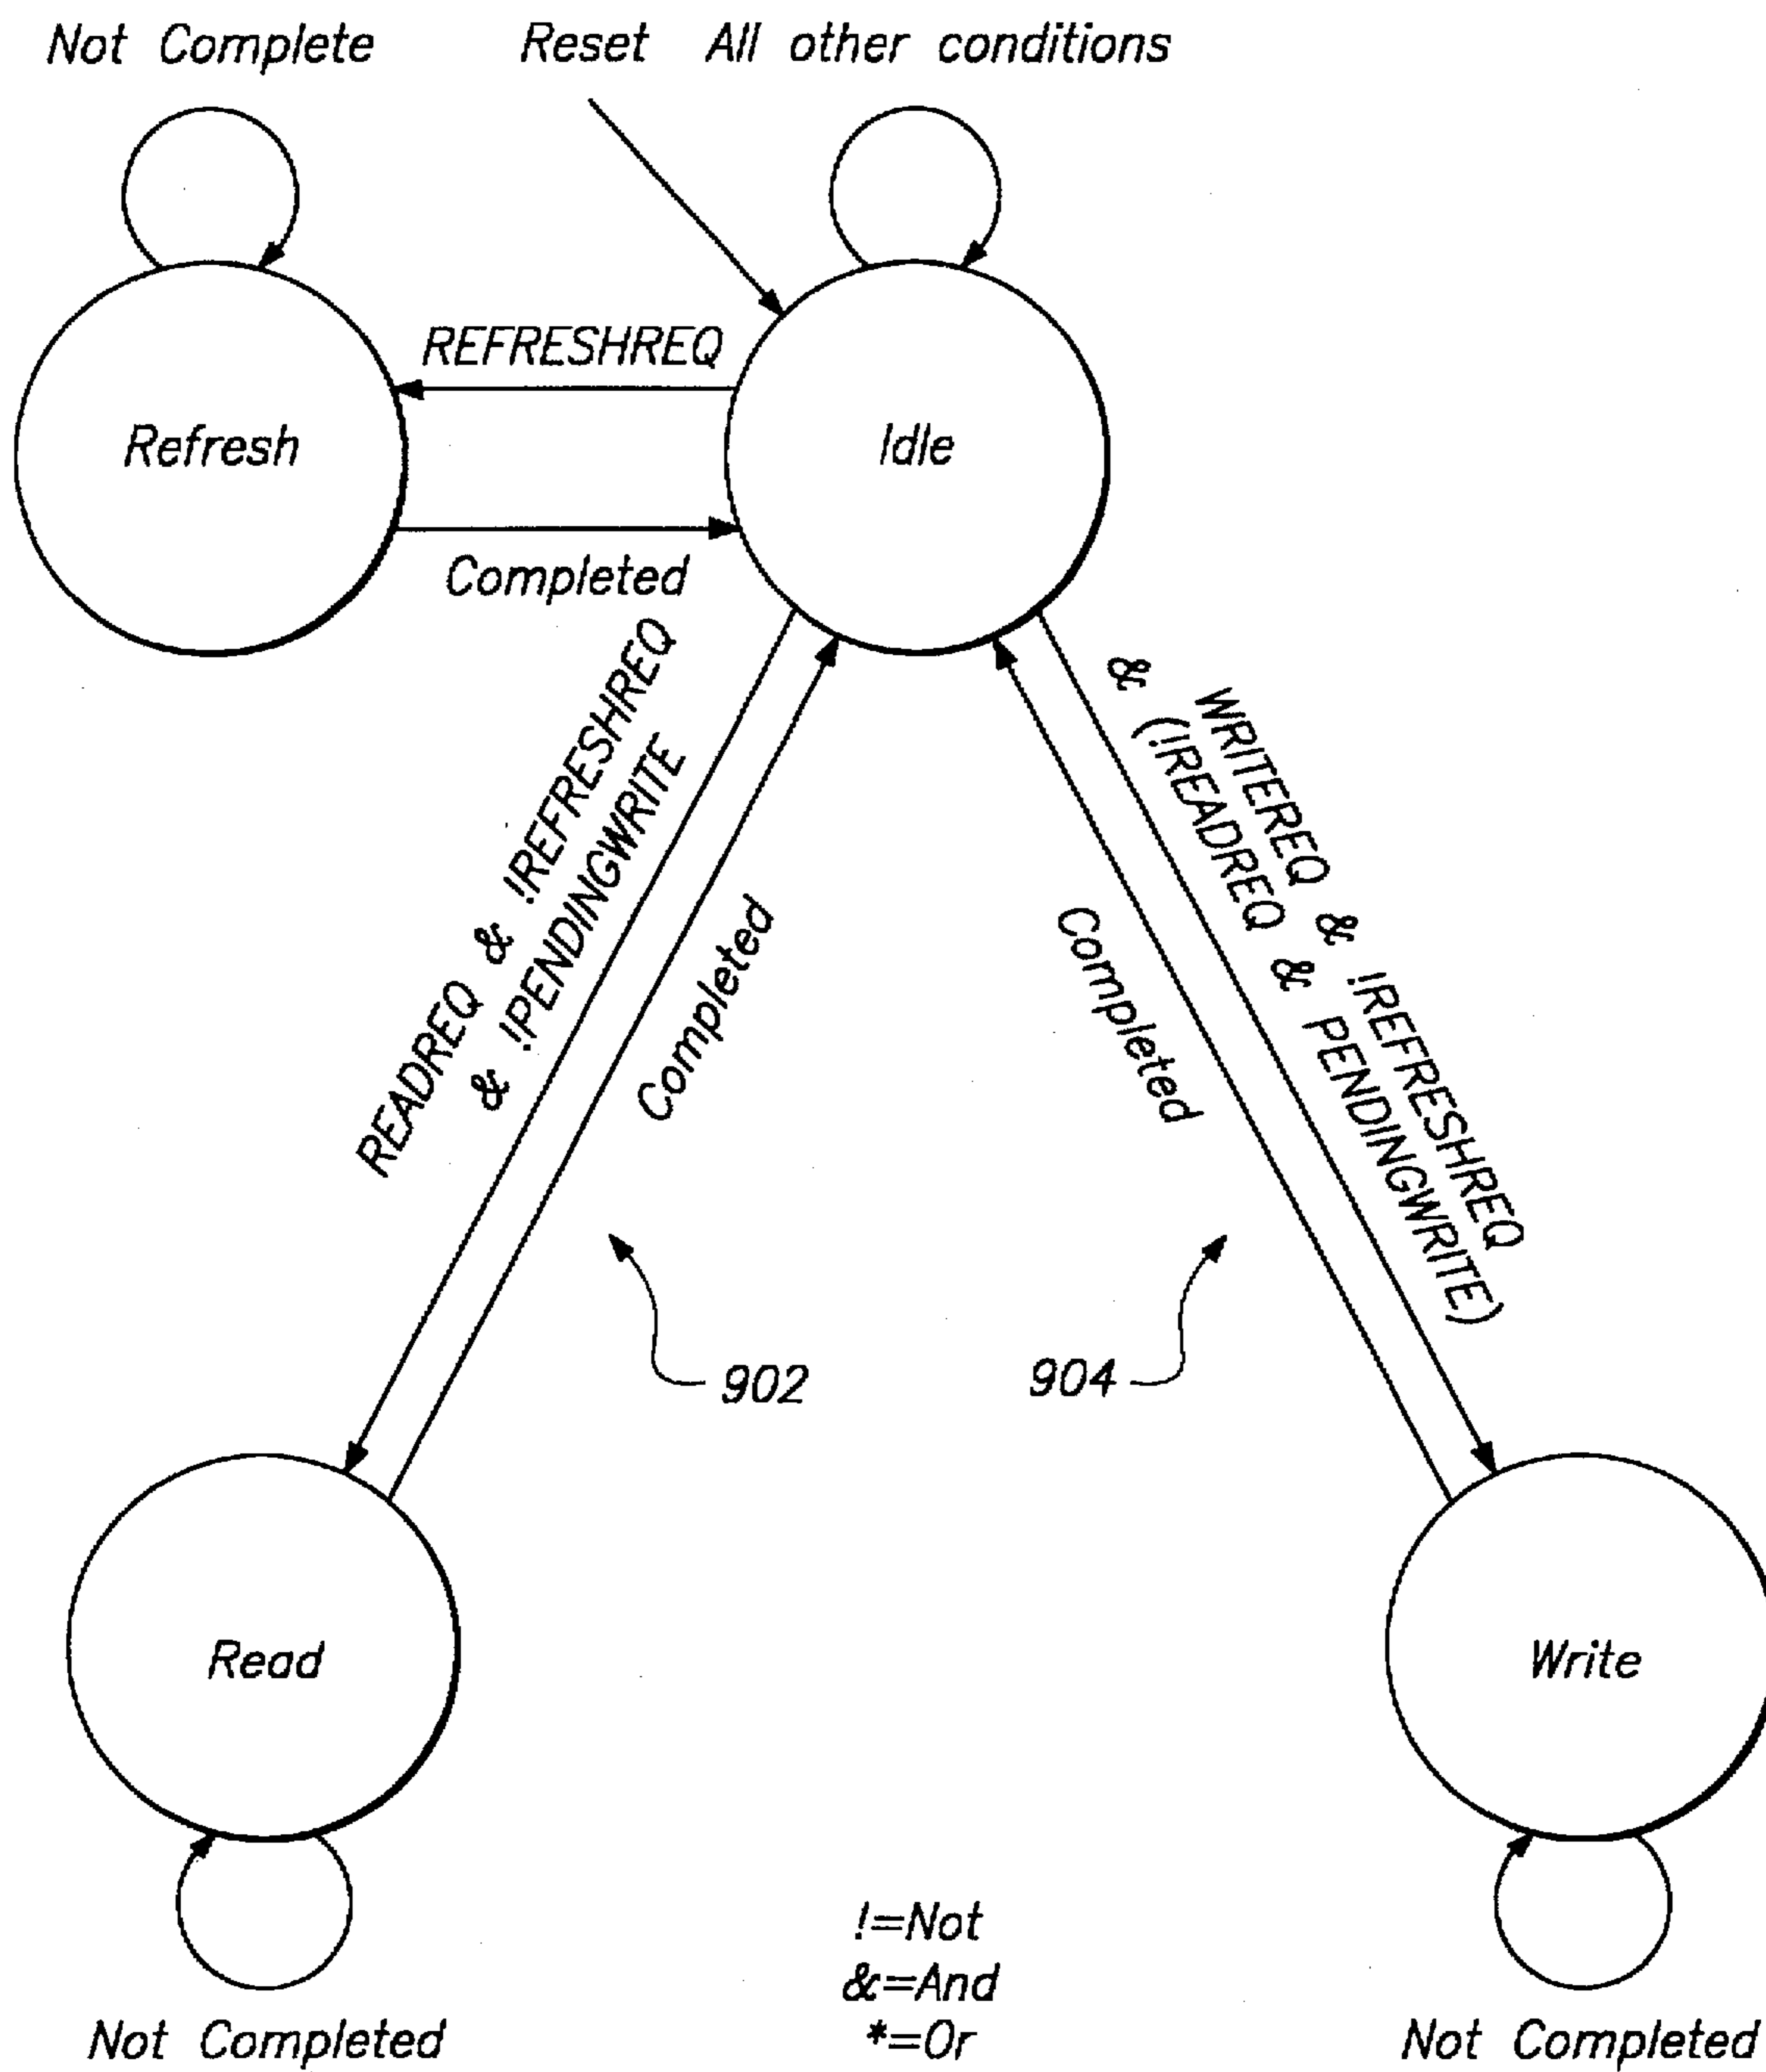 Not Complete
Reset
All other conditions
REFRESHREQ
Refresh
Idle
Completed
READREQ & !REFRESHREQ
& !PENDINGWRITE
Completed
Completed
WRITEREQ & !REFRESHREQ
& (!READREQ & PENDINGWRITE)
902
904
Read
Write
!=Not
&=And
*=Or
Not Completed
Not Completed